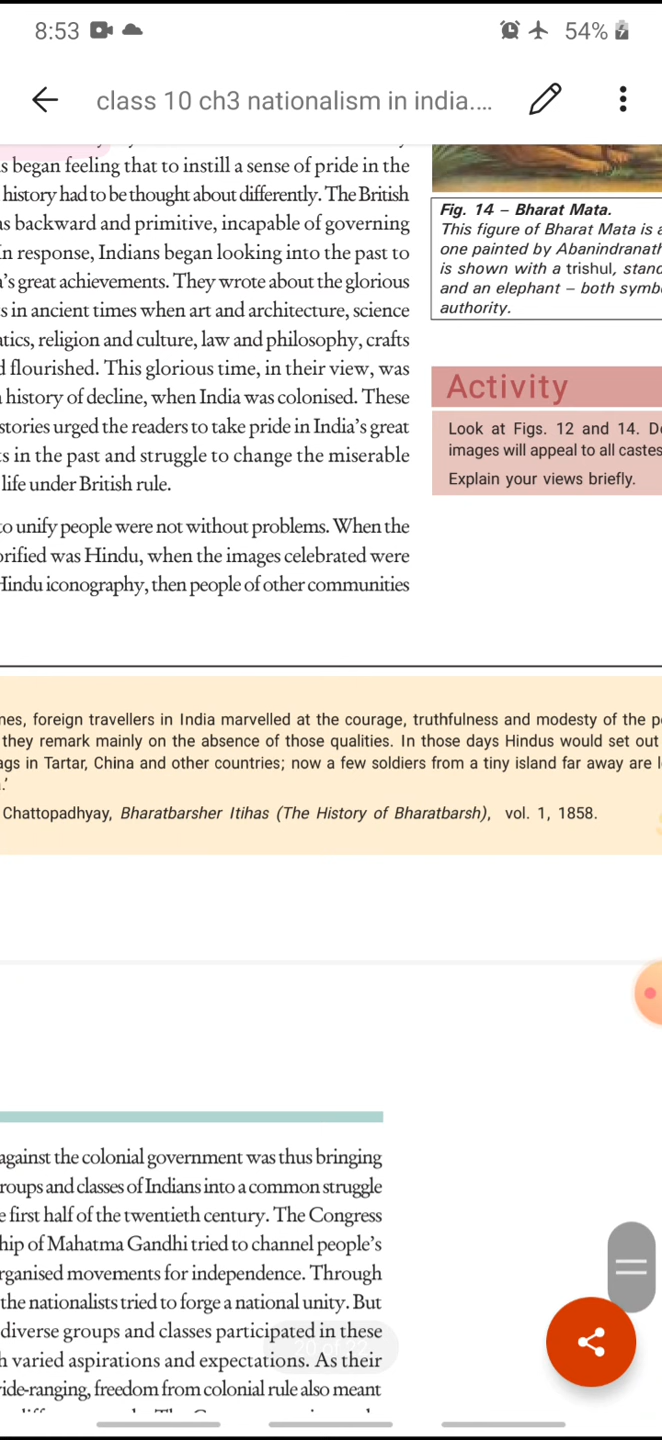 8:53
54%
class 10 ch3 nationalism in india....
began feeling that to instill a sense of pride in the
history had to be thought about differently. The British
as backward and primitive, incapable of governing
In response, Indians began looking into the past to
's great achievements. They wrote about the glorious
s in ancient times when art and architecture, science
atics, religion and culture, law and philosophy, crafts
d flourished. This glorious time, in their view, was
history of decline, when India was colonised. These
stories urged the readers to take pride in India's great
ts in the past and struggle to change the miserable
life under British rule.
to unify people were not without problems. When the
orified was Hindu, when the images celebrated were
Hindu iconography, then people of other communities
Fig. 14 – Bharat Mata.
This figure of Bharat Mata is a
one painted by Abanindranath
is shown with a trishul, stand
and an elephant – both symb
authority.
Activity
Look at Figs. 12 and 14. Do
images will appeal to all castes
Explain your views briefly.
mes, foreign travellers in India marvelled at the courage, truthfulness and modesty of the p
they remark mainly on the absence of those qualities. In those days Hindus would set out
ags in Tartar, China and other countries; now a few soldiers from a tiny island far away are l
.'
Chattopadhyay, Bharatbarsher Itihas (The History of Bharatbarsh), vol. 1, 1858.
against the colonial government was thus bringing
roups and classes of Indians into a common struggle
e first half of the twentieth century. The Congress
hip of Mahatma Gandhi tried to channel people's
rganised movements for independence. Through
the nationalists tried to forge a national unity. But
diverse groups and classes participated in these
h varied aspirations and expectations. As their
ide-ranging, freedom from colonial rule also meant